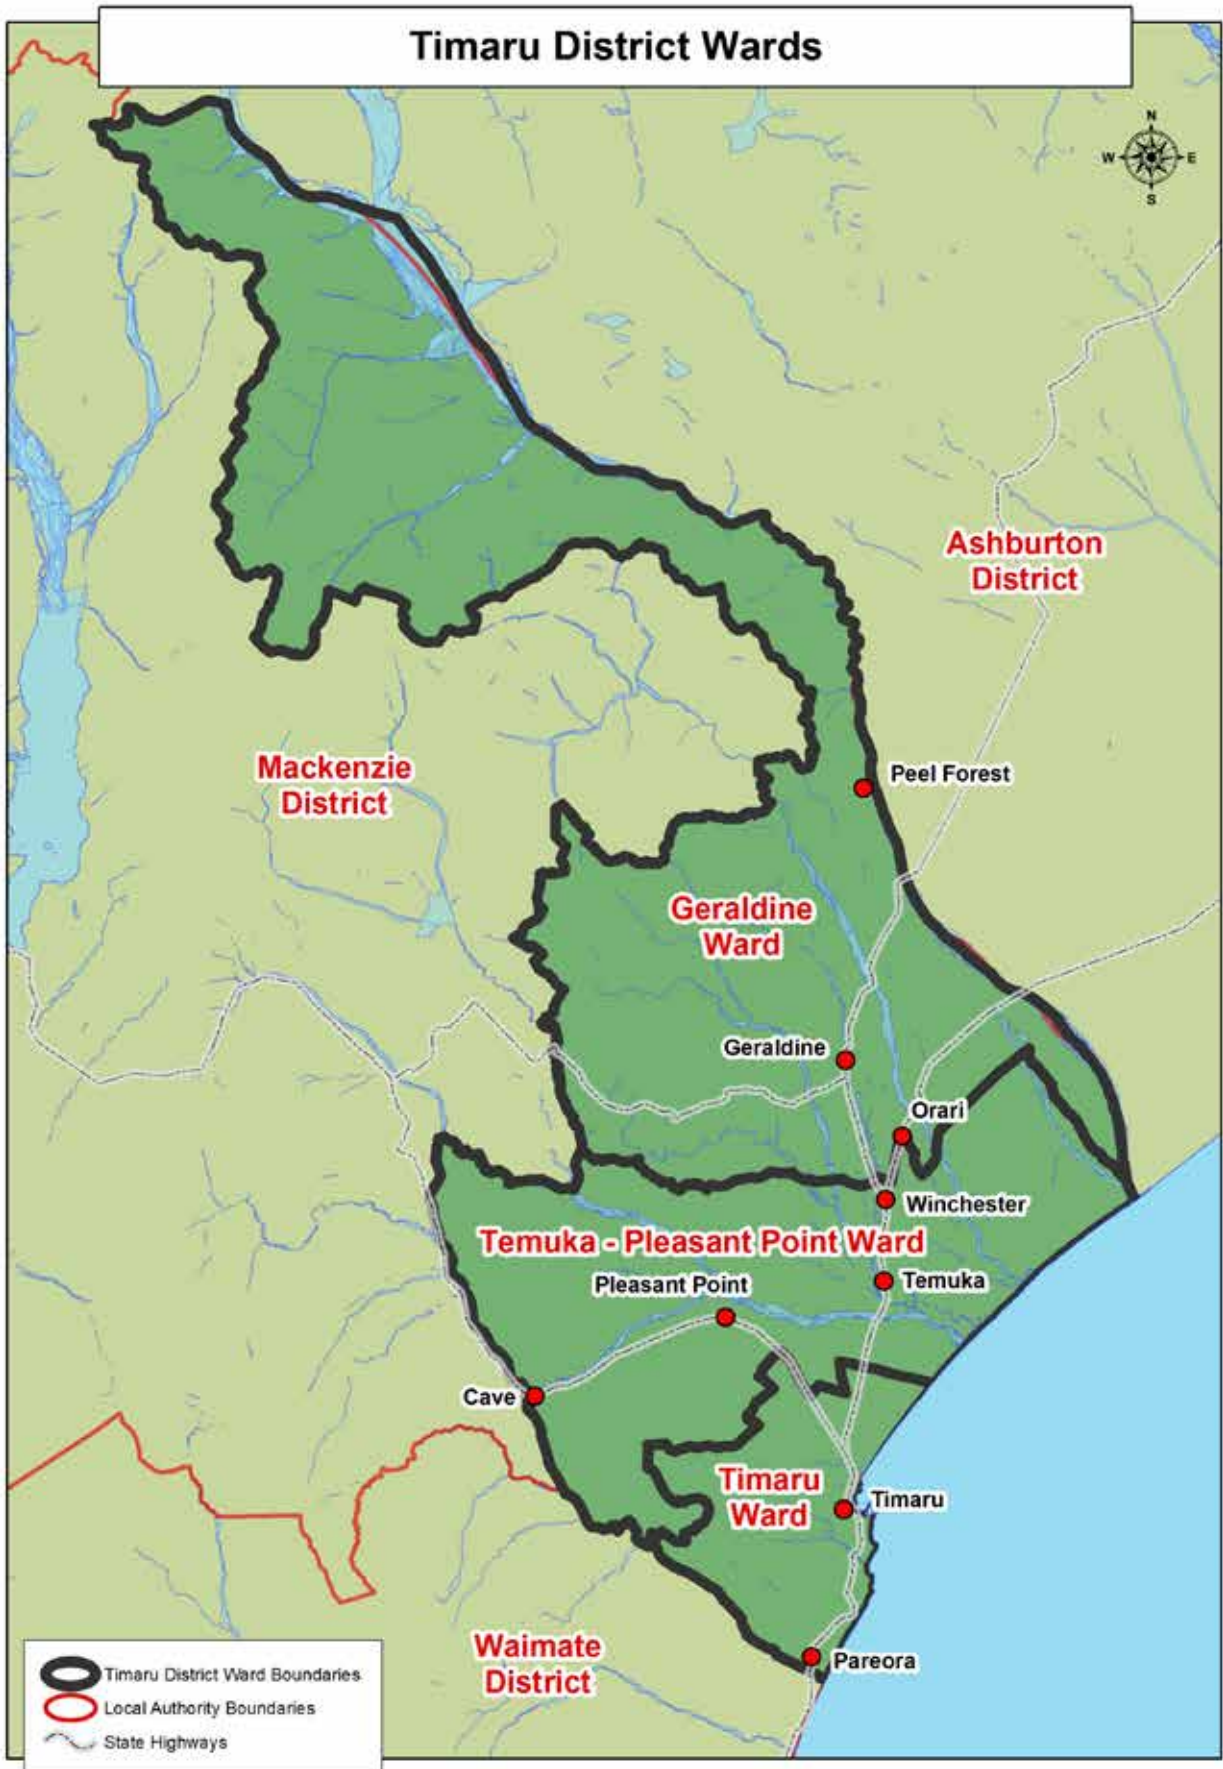 Timaru District Wards
N
W
E
S
Ashburton
District
Mackenzie
District
Peel Forest
Geraldine
Ward
Geraldine
Orari
Winchester
Temuka - Pleasant Point Ward
Temuka
Pleasant Point
Cave
Timaru
Ward
Timaru
Waimate
District
Pareora
Timaru District Ward Boundaries
Local Authority Boundaries
State Highways